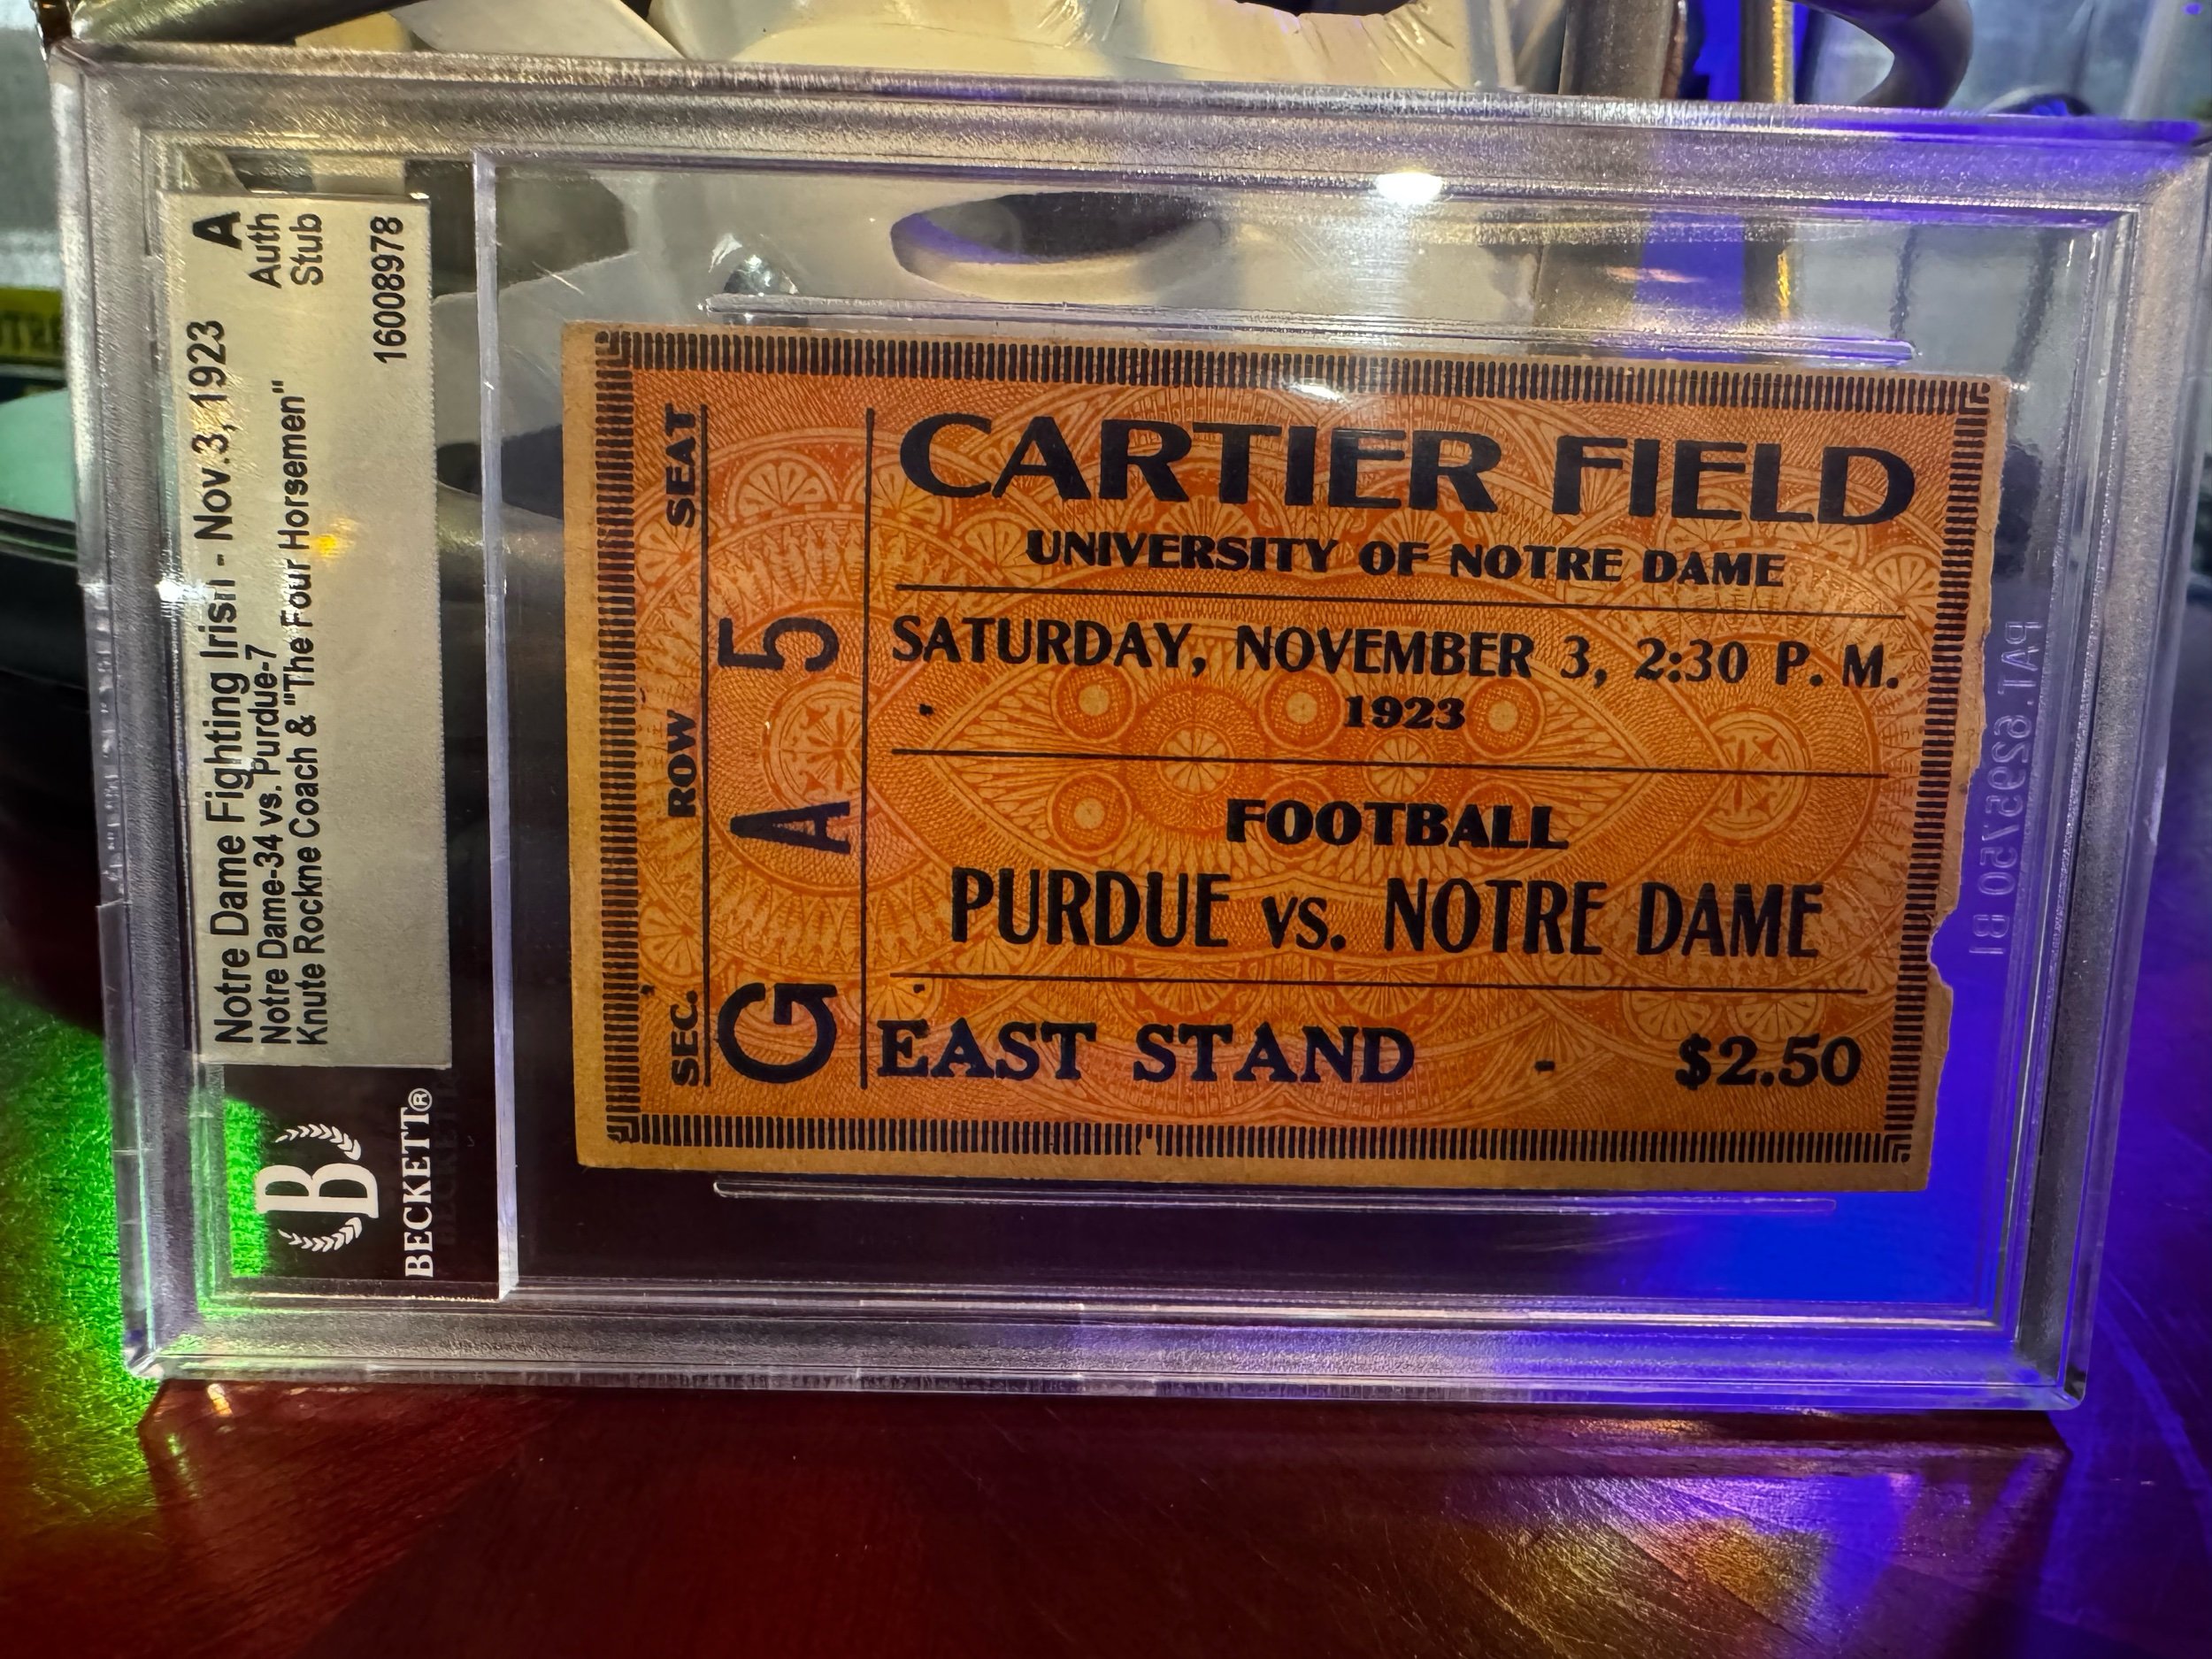 Notre Dame Fighting Irish - Nov.3, 1923 A
Notre Dame-34 vs. Purdue-7 Auth
Knute Rockne Coach & "The Four Horsemen" Stub
16008978
B
BECKETT®
SEC. ROW SEAT
G A 5
CARTIER FIELD
UNIVERSITY OF NOTRE DAME
SATURDAY, NOVEMBER 3, 2:30 P. M.
1923
FOOTBALL
PURDUE vs. NOTRE DAME
EAST STAND - $2.50
PAT. 6295750 B1